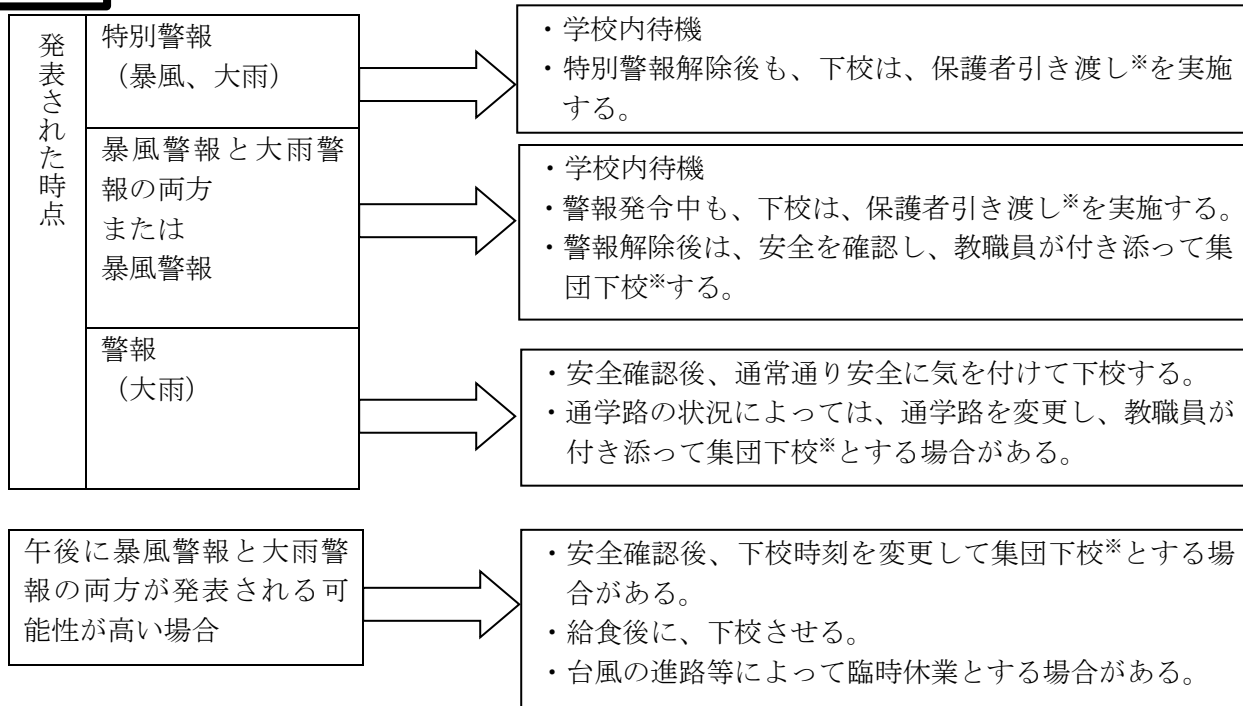 発表された時点
特別警報
（暴風、大雨）
・学校内待機
・特別警報解除後も、下校は、保護者引き渡し※を実施
する。
暴風警報と大雨警
報の両方
または
暴風警報
・学校内待機
・警報発令中も、下校は、保護者引き渡し※を実施する。
・警報解除後は、安全を確認し、教職員が付き添って集
団下校※する。
警報
（大雨）
・安全確認後、通常通り安全に気を付けて下校する。
・通学路の状況によっては、通学路を変更し、教職員が
付き添って集団下校※とする場合がある。
午後に暴風警報と大雨警
報の両方が発表される可
能性が高い場合
・安全確認後、下校時刻を変更して集団下校※とする場
合がある。
・給食後に、下校させる。
・台風の進路等によって臨時休業とする場合がある。